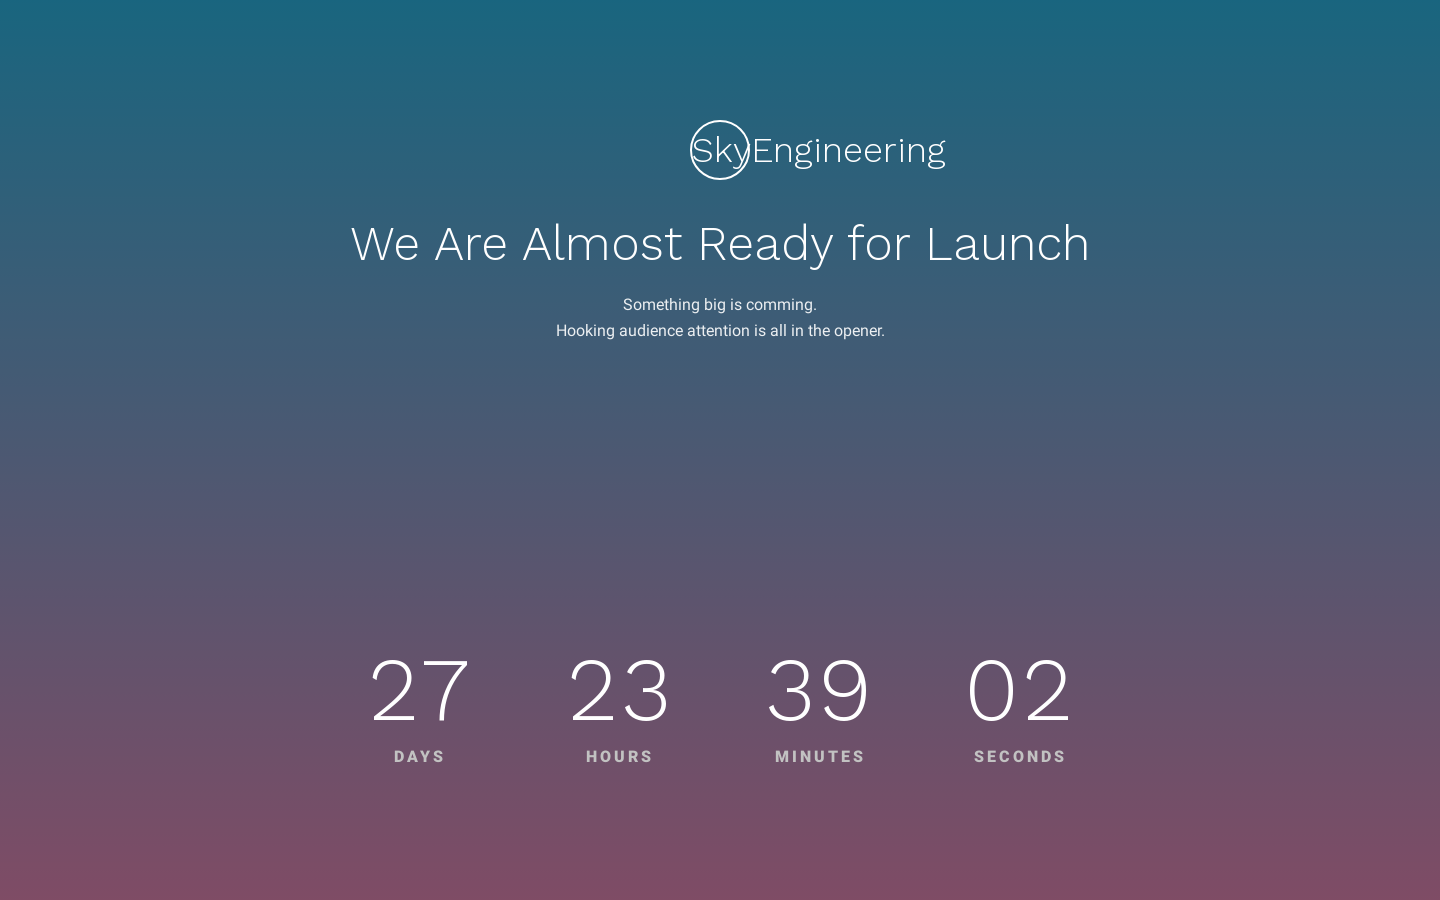 SkyEngineering
We Are Almost Ready for Launch
Something big is comming.
Hooking audience attention is all in the opener.
27 23 39 02
DAYS HOURS MINUTES SECONDS